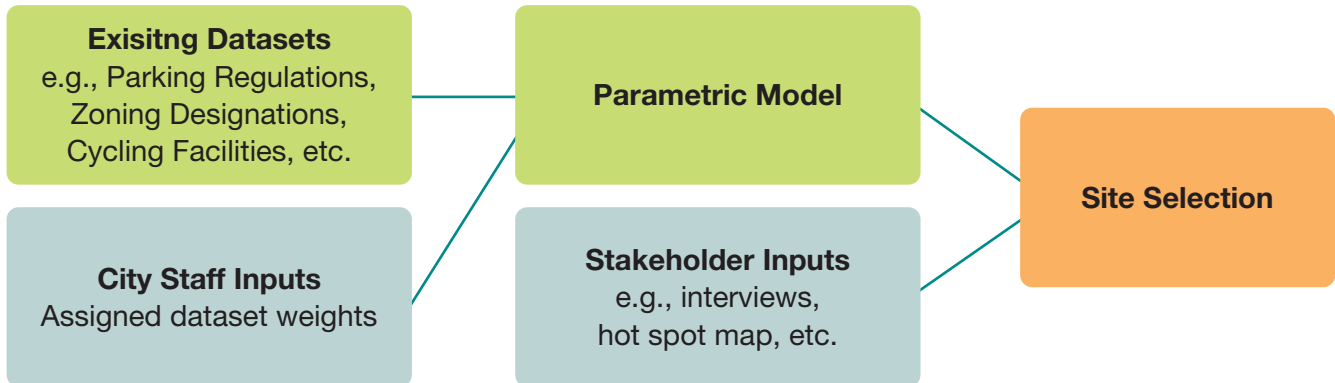 Exisitng Datasets
e.g., Parking Regulations,
Zoning Designations,
Cycling Facilities, etc.
City Staff Inputs
Assigned dataset weights
Parametric Model
Stakeholder Inputs
e.g., interviews,
hot spot map, etc.
Site Selection